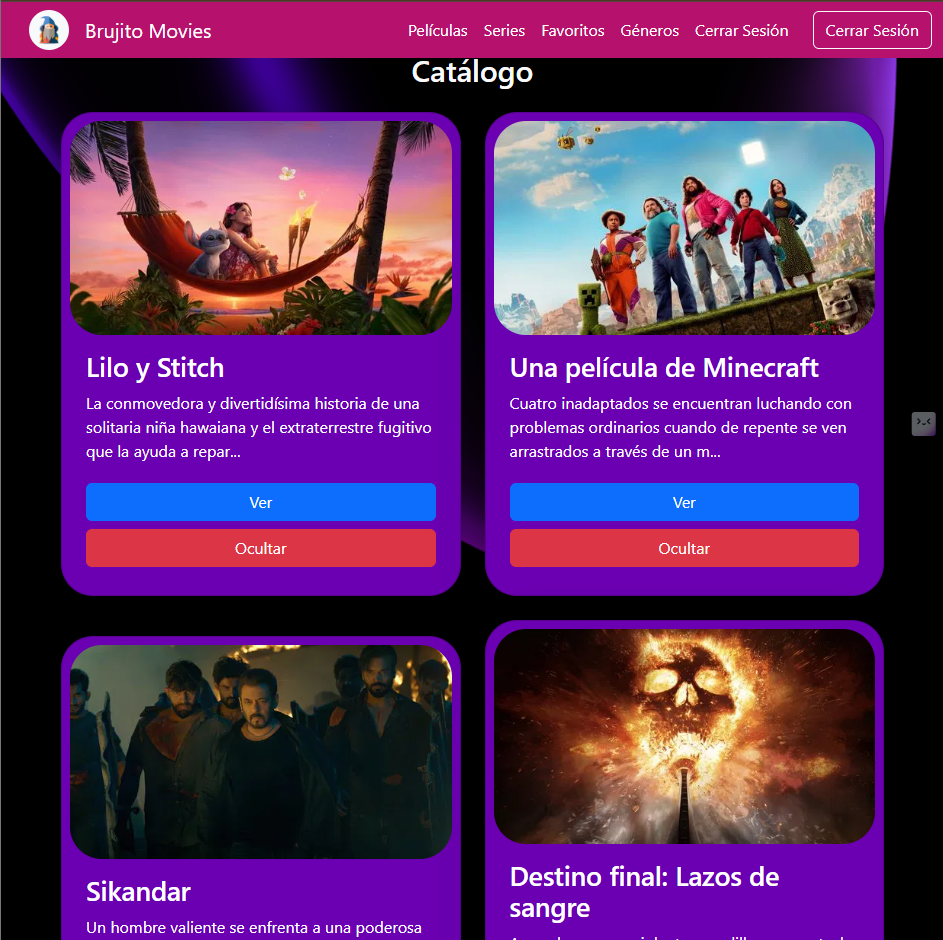 Brujito Movies
Películas Series Favoritos Géneros Cerrar Sesión Cerrar Sesión
Catálogo
Lilo y Stitch
La conmovedora y divertidísima historia de una
solitaria niña hawaiana y el extraterrestre fugitivo
que la ayuda a repar...
Ver
Ocultar
Una película de Minecraft
Cuatro inadaptados se encuentran luchando con
problemas ordinarios cuando de repente se ven
arrastrados a través de un m...
Ver
Ocultar
Sikandar
Un hombre valiente se enfrenta a una poderosa
Destino final: Lazos de
sangre